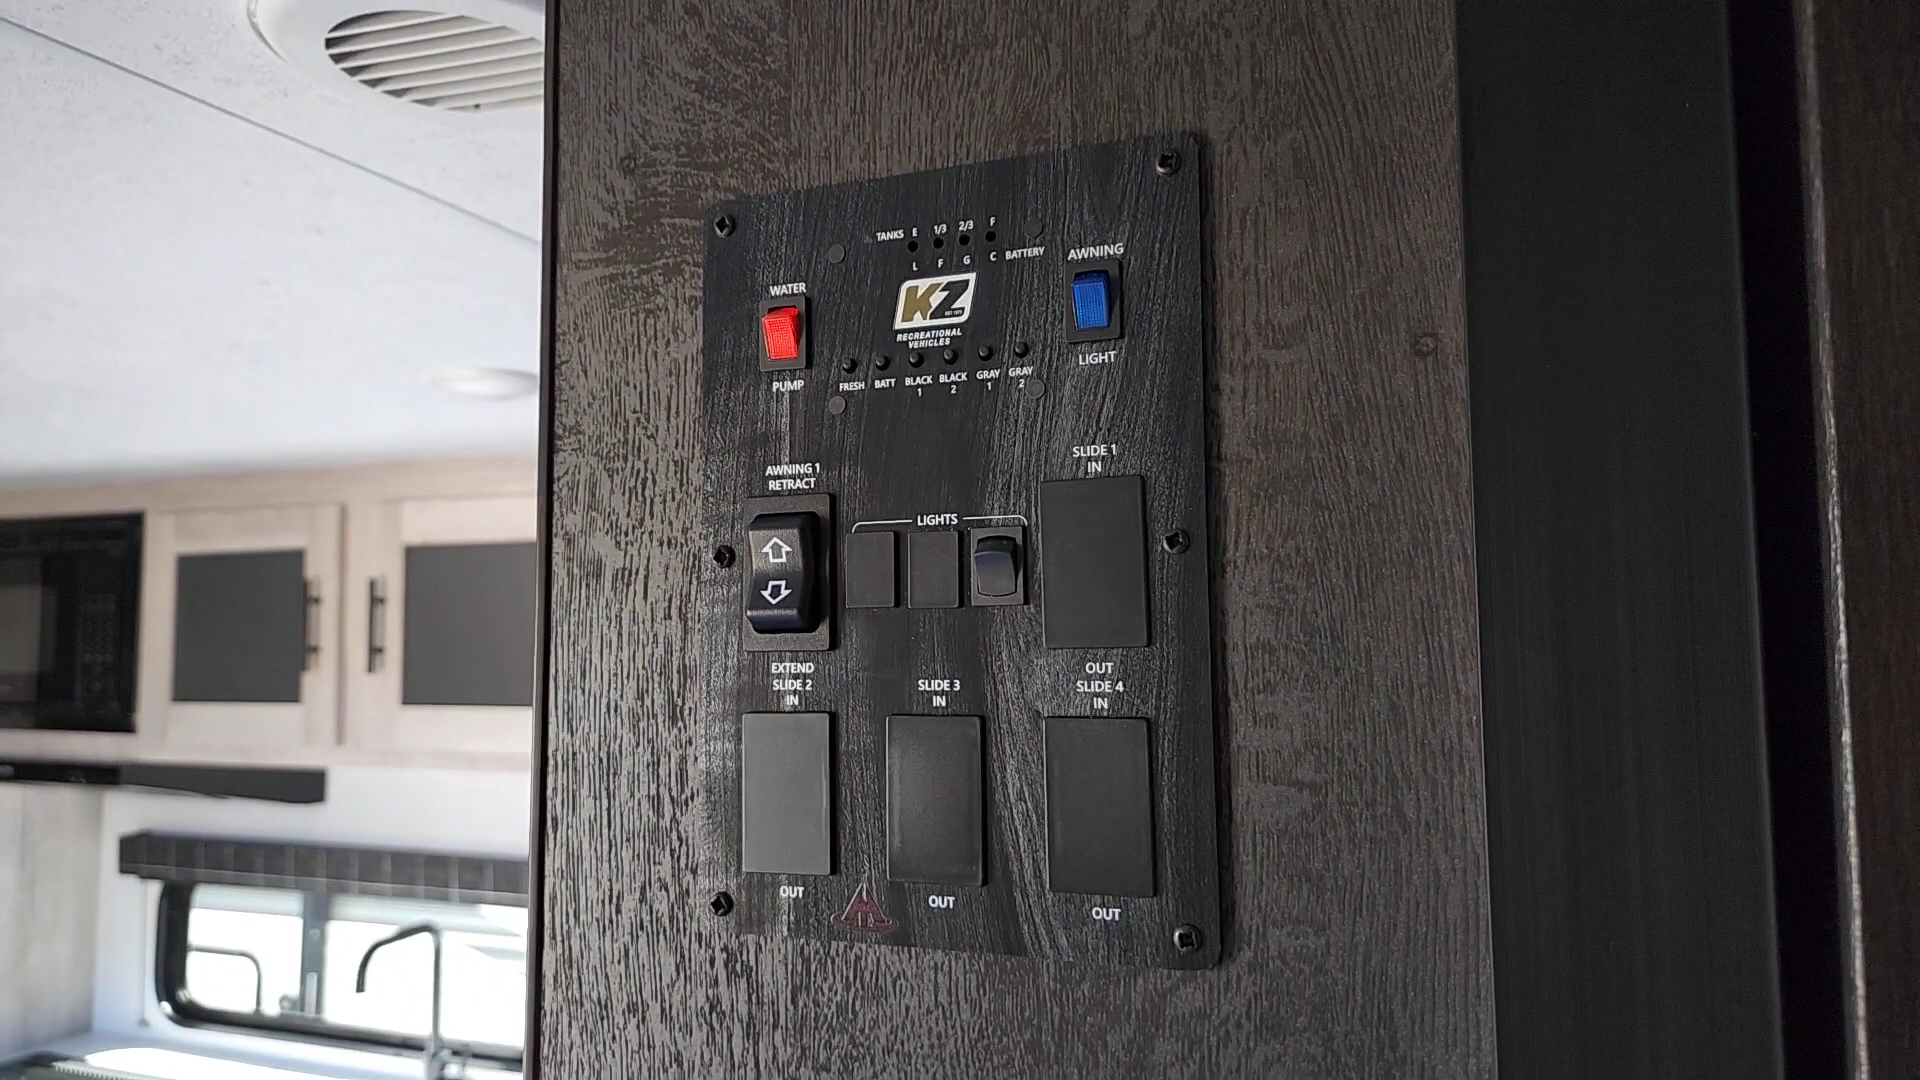 TANKS E 1/3 2/3 F
L F G C BATTERY
AWNING
LIGHT
WATER
PUMP
KZ
EST. 1972
RECREATIONAL
VEHICLES
FRESH BATT BLACK 1 BLACK 2 GRAY 1 GRAY 2
AWNING 1
RETRACT
EXTEND
LIGHTS
SLIDE 1
IN
OUT
SLIDE 2
IN
OUT
SLIDE 3
IN
OUT
SLIDE 4
IN
OUT